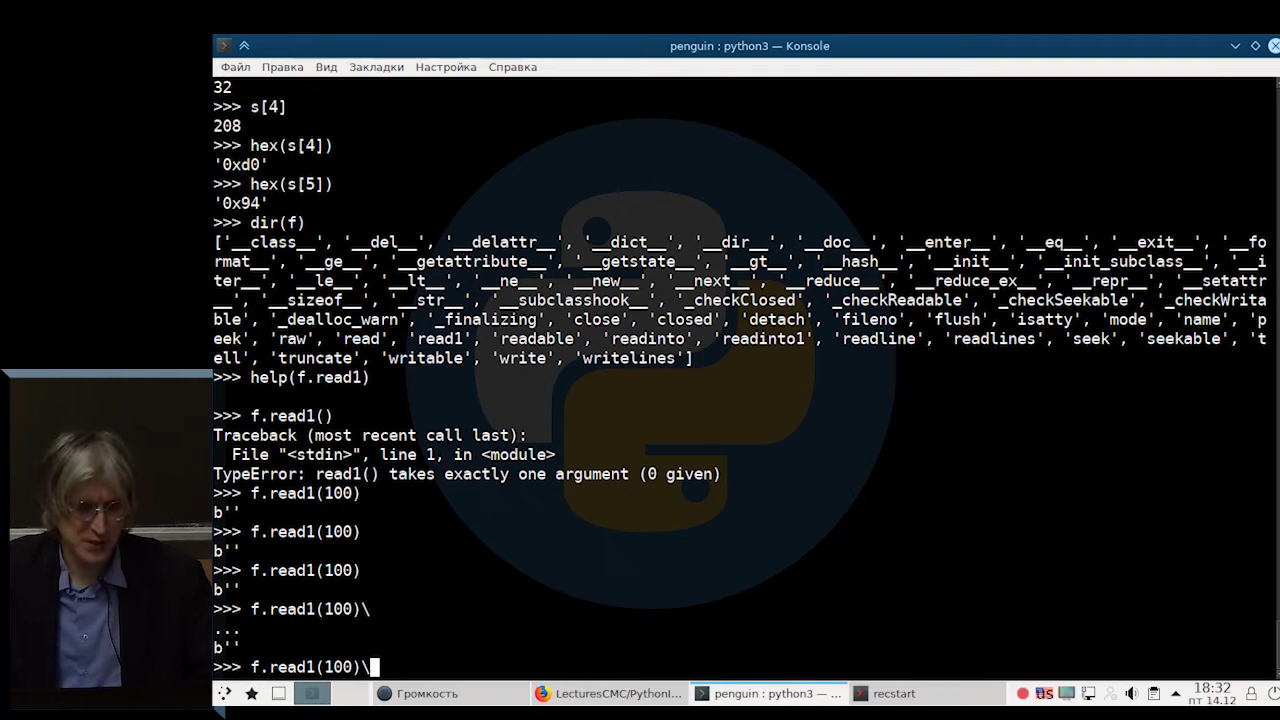 penguin : python3 — Konsole
Файл Правка Вид Закладки Настройка Справка
32
>>> s[4]
208
>>> hex(s[4])
'0xd0'
>>> hex(s[5])
'0x94'
>>> dir(f)
['__class__', '__del__', '__delattr__', '__dict__', '__dir__', '__doc__', '__enter__', '__eq__', '__exit__', '__fo
rmat__', '__ge__', '__getattribute__', '__getstate__', '__gt__', '__hash__', '__init__', '__init_subclass__', '__i
ter__', '__le__', '__lt__', '__ne__', '__new__', '__next__', '__reduce__', '__reduce_ex__', '__repr__', '__setattr
__', '__sizeof__', '__str__', '__subclasshook__', '_checkClosed', '_checkReadable', '_checkSeekable', '_checkWrita
ble', '_dealloc_warn', '_finalizing', 'close', 'closed', 'detach', 'fileno', 'flush', 'isatty', 'mode', 'name', 'p
eek', 'raw', 'read', 'read1', 'readable', 'readinto', 'readinto1', 'readline', 'readlines', 'seek', 'seekable', 't
ell', 'truncate', 'writable', 'write', 'writelines']
>>> help(f.read1)
>>> f.read1()
Traceback (most recent call last):
  File "<stdin>", line 1, in <module>
TypeError: read1() takes exactly one argument (0 given)
>>> f.read1(100)
b''
>>> f.read1(100)
b''
>>> f.read1(100)
b''
>>> f.read1(100)\
...
b''
>>> f.read1(100)\
Громкость LecturesCMC/PythonI... penguin : python3 — ... recstart us 18:32
пт 14.12